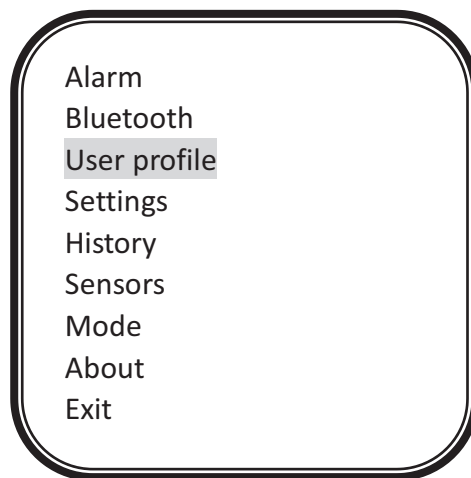 Alarm
Bluetooth
User profile
Settings
History
Sensors
Mode
About
Exit